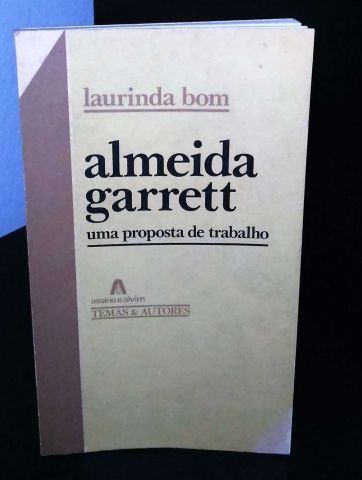 laurinda bom
almeida
garrett
uma proposta de trabalho
assírio e alvim
TEMAS & AUTORES